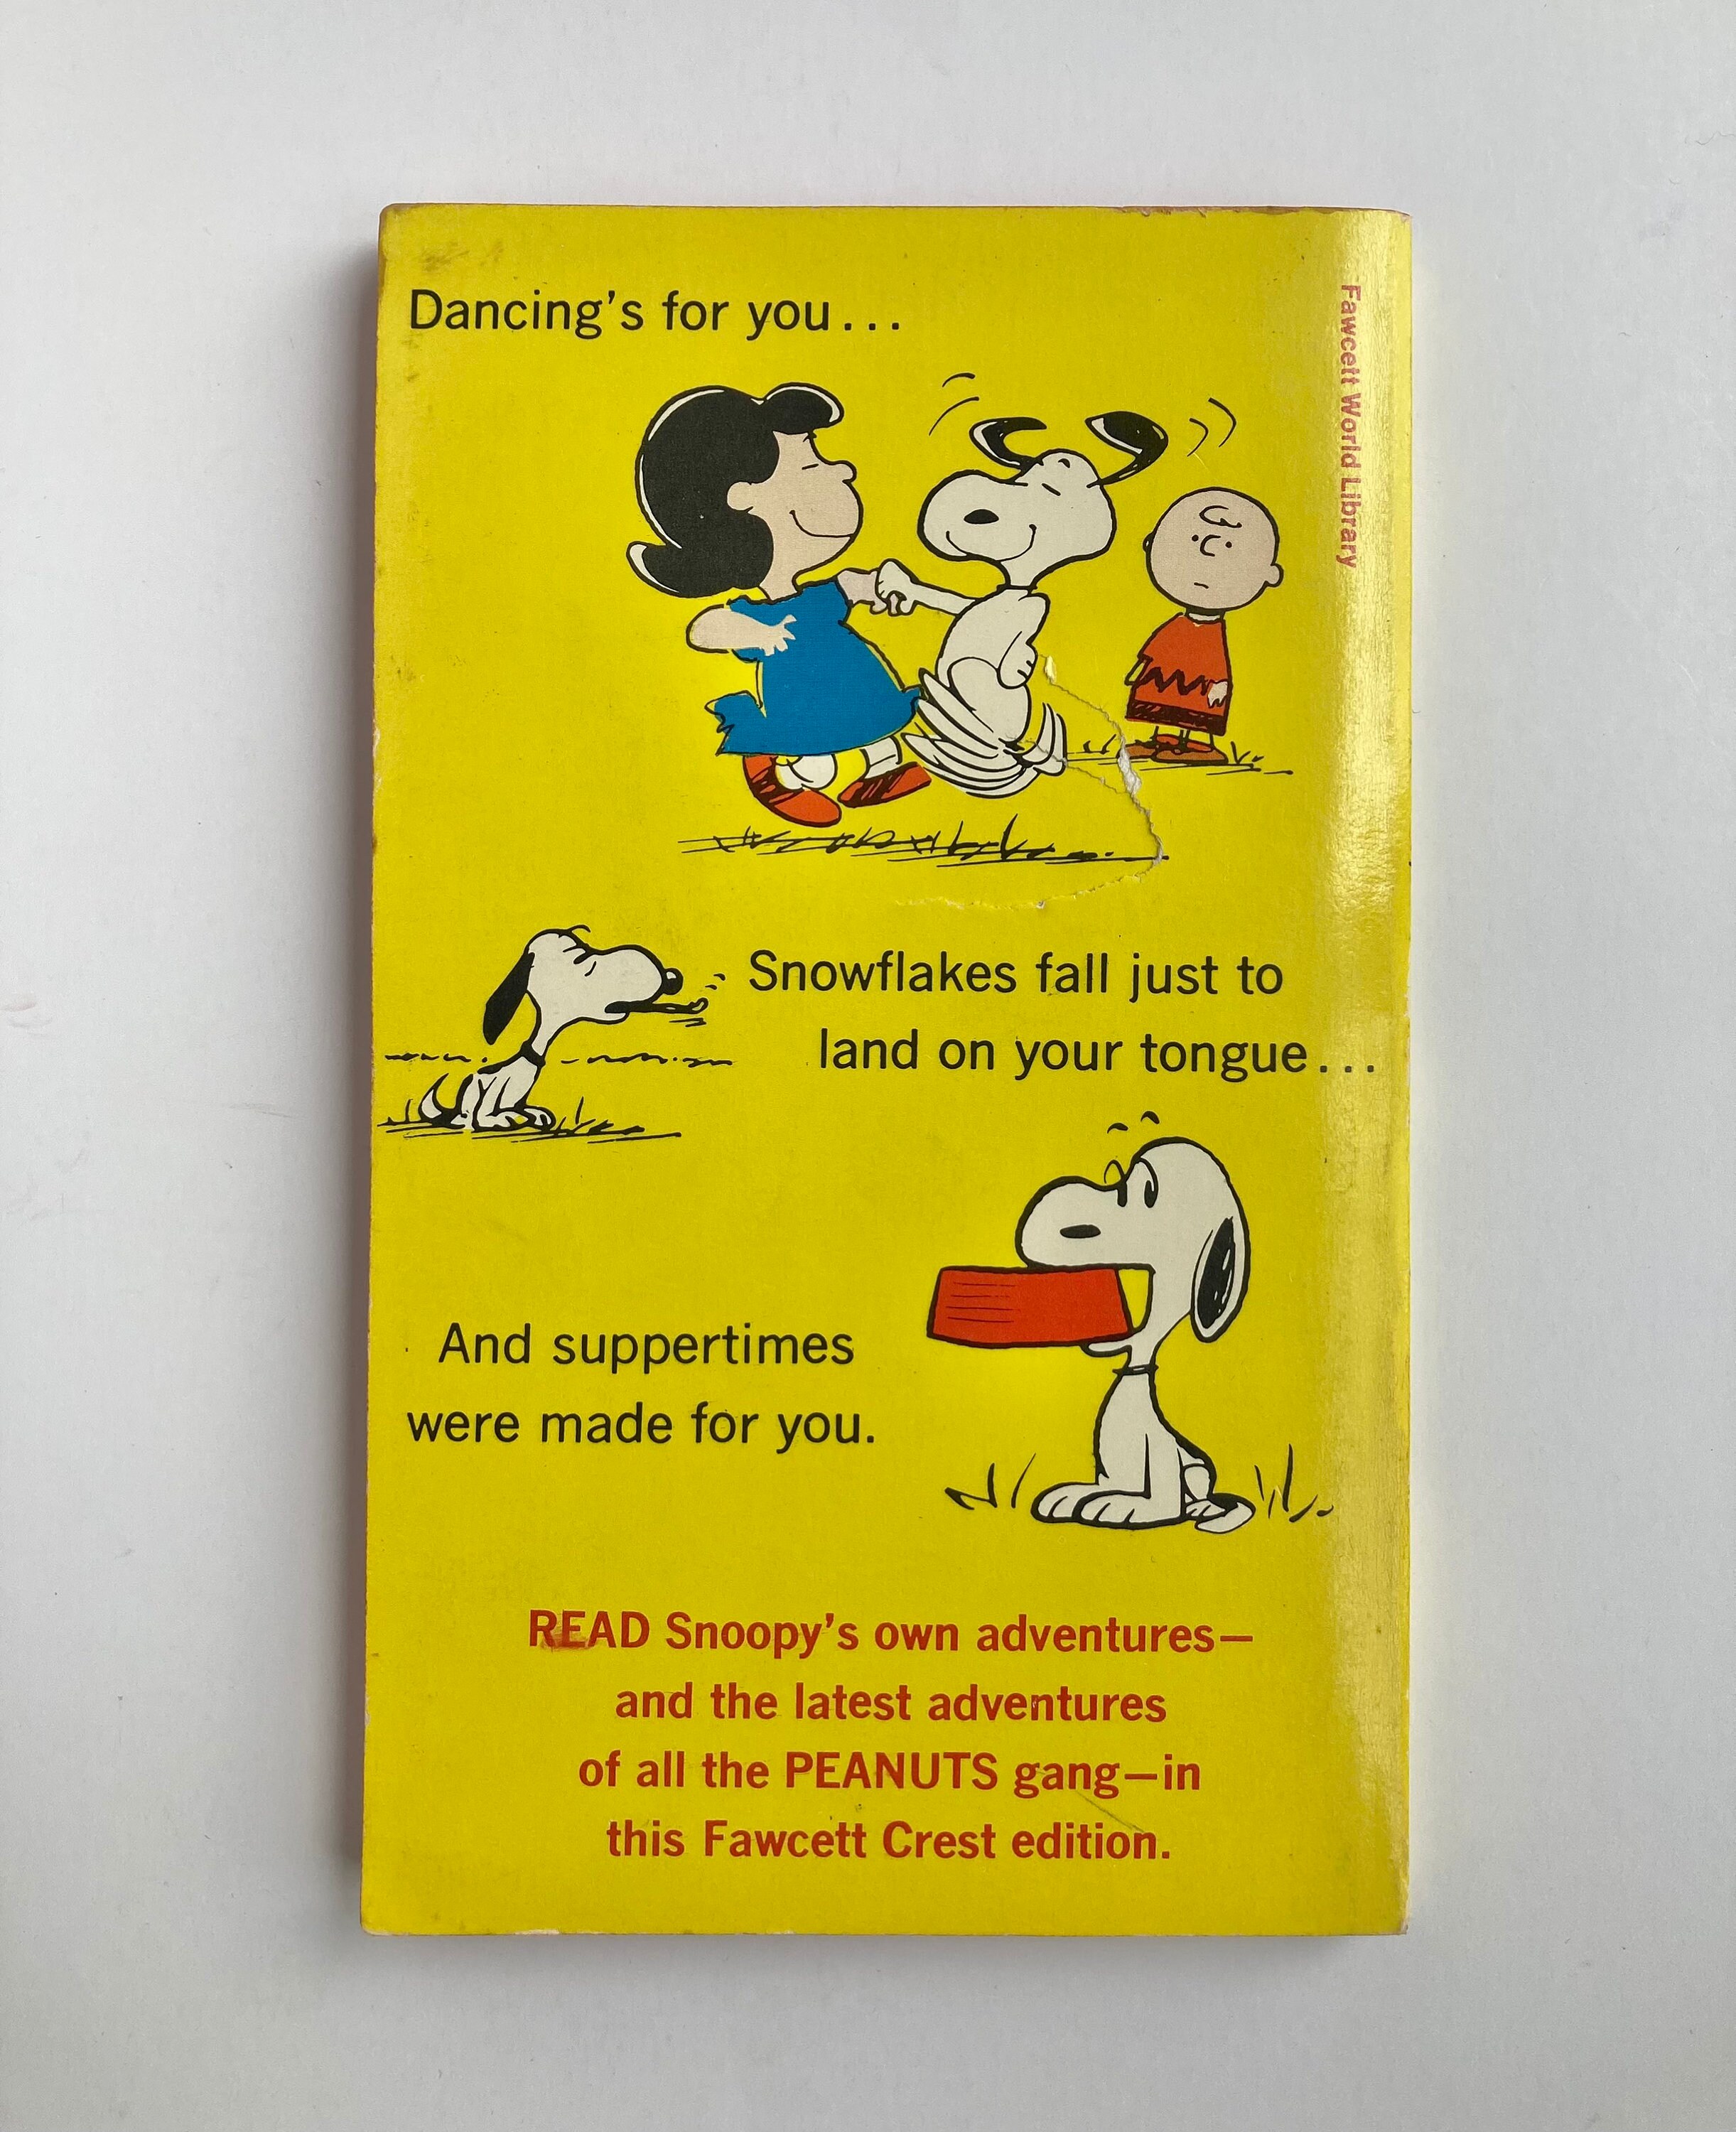 Dancing's for you...
Fawcett World Library
Snowflakes fall just to
land on your tongue...
And suppertimes
were made for you.
READ Snoopy's own adventures—
and the latest adventures
of all the PEANUTS gang—in
this Fawcett Crest edition.